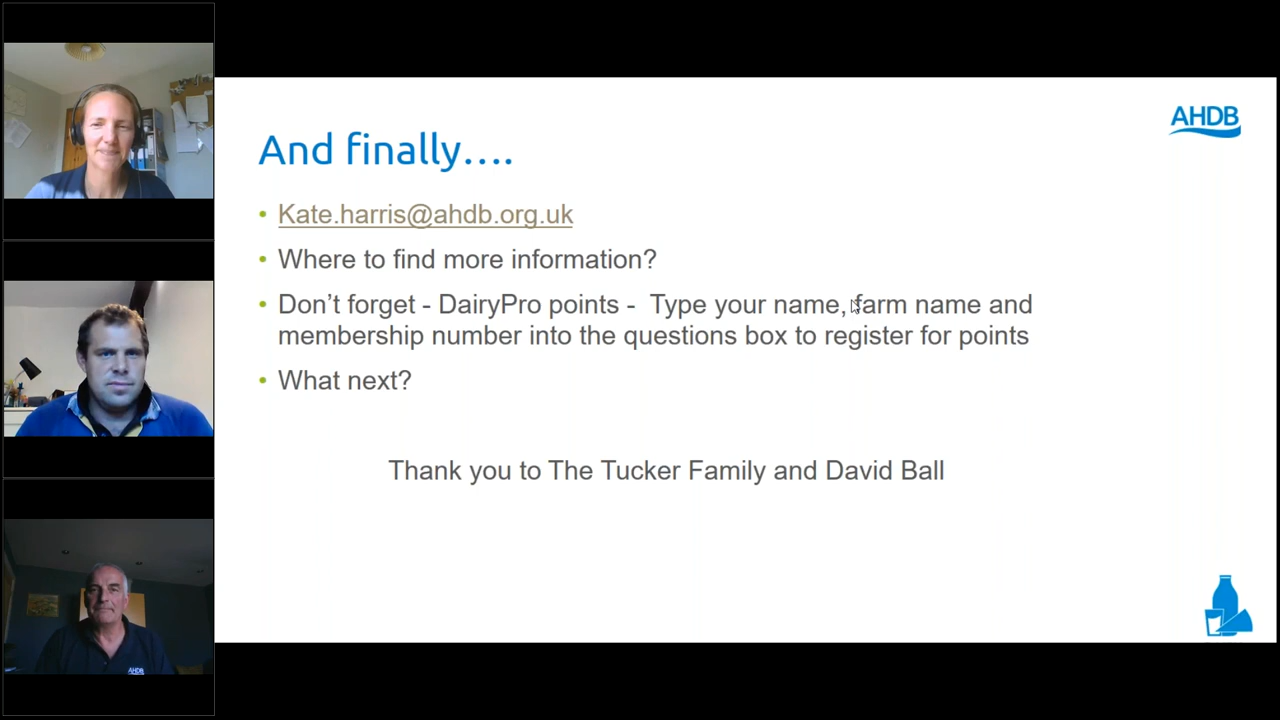 AHDB
And finally….
• Kate.harris@ahdb.org.uk
• Where to find more information?
• Don’t forget - DairyPro points -  Type your name, farm name and
membership number into the questions box to register for points
• What next?
Thank you to The Tucker Family and David Ball
AHDB